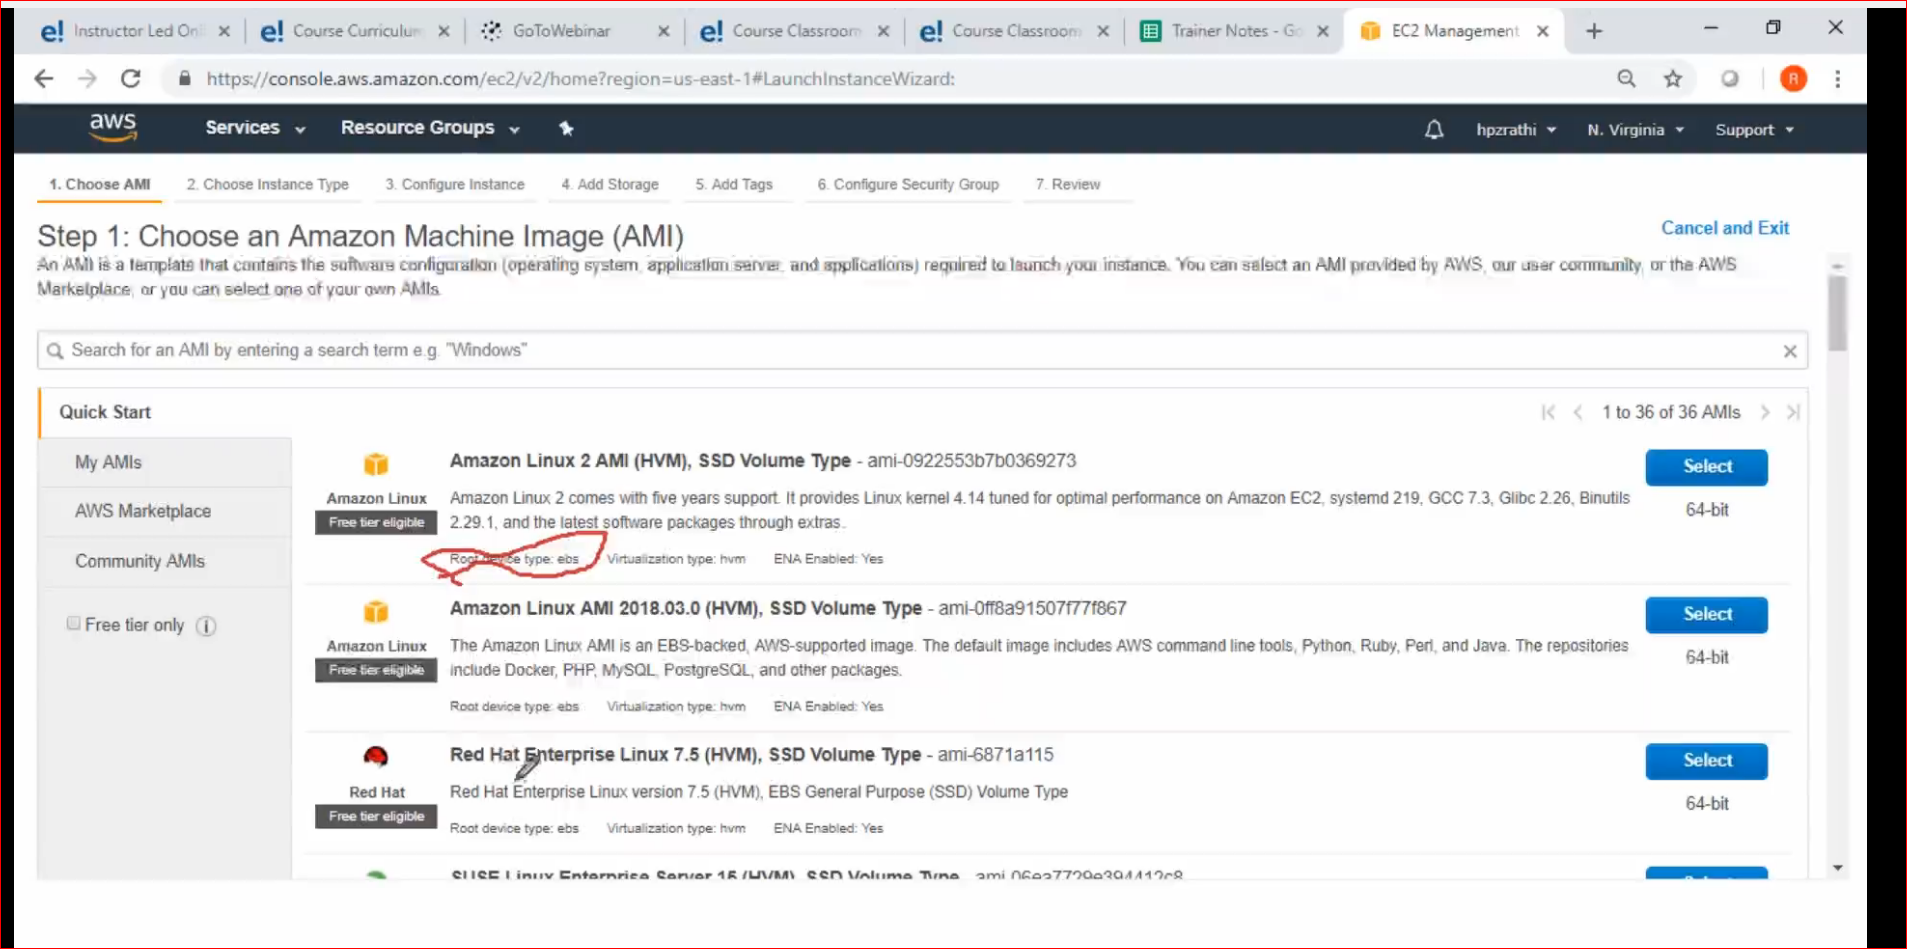 Instructor Led Onl
Course Curriculum
GoToWebinar
Course Classroom
Course Classroom
Trainer Notes - Go
EC2 Management
https://console.aws.amazon.com/ec2/v2/home?region=us-east-1#LaunchInstanceWizard:
R
aws
Services
Resource Groups
hpzrathi
N. Virginia
Support
1. Choose AMI
2. Choose Instance Type
3. Configure Instance
4. Add Storage
5. Add Tags
6. Configure Security Group
7. Review
Step 1: Choose an Amazon Machine Image (AMI)
Cancel and Exit
An AMI is a template that contains the software configuration (operating system, application server, and applications) required to launch your instance. You can select an AMI provided by AWS, our user community, or the AWS
Marketplace, or you can select one of your own AMIs.
Search for an AMI by entering a search term e.g. "Windows"
Quick Start
1 to 36 of 36 AMIs
My AMIs
AWS Marketplace
Community AMIs
Free tier only
Amazon Linux
Free tier eligible
Amazon Linux 2 AMI (HVM), SSD Volume Type - ami-0922553b7b0369273
Amazon Linux 2 comes with five years support. It provides Linux kernel 4.14 tuned for optimal performance on Amazon EC2, systemd 219, GCC 7.3, Glibc 2.26, Binutils
2.29.1, and the latest software packages through extras.
Root device type: ebs Virtualization type: hvm ENA Enabled: Yes
Select
64-bit
Amazon Linux
Free tier eligible
Amazon Linux AMI 2018.03.0 (HVM), SSD Volume Type - ami-0ff8a91507f77f867
The Amazon Linux AMI is an EBS-backed, AWS-supported image. The default image includes AWS command line tools, Python, Ruby, Perl, and Java. The repositories
include Docker, PHP, MySQL, PostgreSQL, and other packages.
Root device type: ebs Virtualization type: hvm ENA Enabled: Yes
Select
64-bit
Red Hat
Free tier eligible
Red Hat Enterprise Linux 7.5 (HVM), SSD Volume Type - ami-6871a115
Red Hat Enterprise Linux version 7.5 (HVM), EBS General Purpose (SSD) Volume Type
Root device type: ebs Virtualization type: hvm ENA Enabled: Yes
Select
64-bit
SUSE Linux Enterprise Server 15 (HVM), SSD Volume Type - ami-06ea7729e394412c8